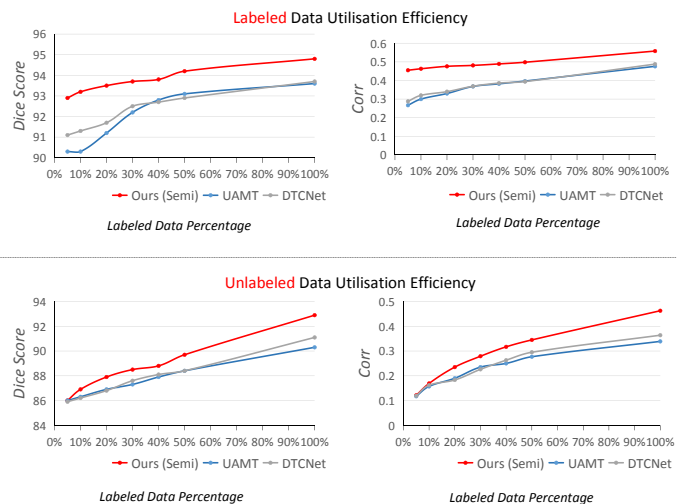 Labeled Data Utilisation Efficiency
96
95
94
93
92
91
90
Dice Score
0% 10% 20% 30% 40% 50% 60% 70% 80% 90% 100%
Ours (Semi) UAMT DTCNet
Labeled Data Percentage
0.6
0.5
0.4
0.3
0.2
0.1
0
Corr
0% 10% 20% 30% 40% 50% 60% 70% 80% 90% 100%
Ours (Semi) UAMT DTCNet
Labeled Data Percentage
Unlabeled Data Utilisation Efficiency
94
92
90
88
86
84
Dice Score
0% 10% 20% 30% 40% 50% 60% 70% 80% 90% 100%
Ours (Semi) UAMT DTCNet
Labeled Data Percentage
0.5
0.4
0.3
0.2
0.1
0
Corr
0% 10% 20% 30% 40% 50% 60% 70% 80% 90% 100%
Ours (Semi) UAMT DTCNet
Labeled Data Percentage